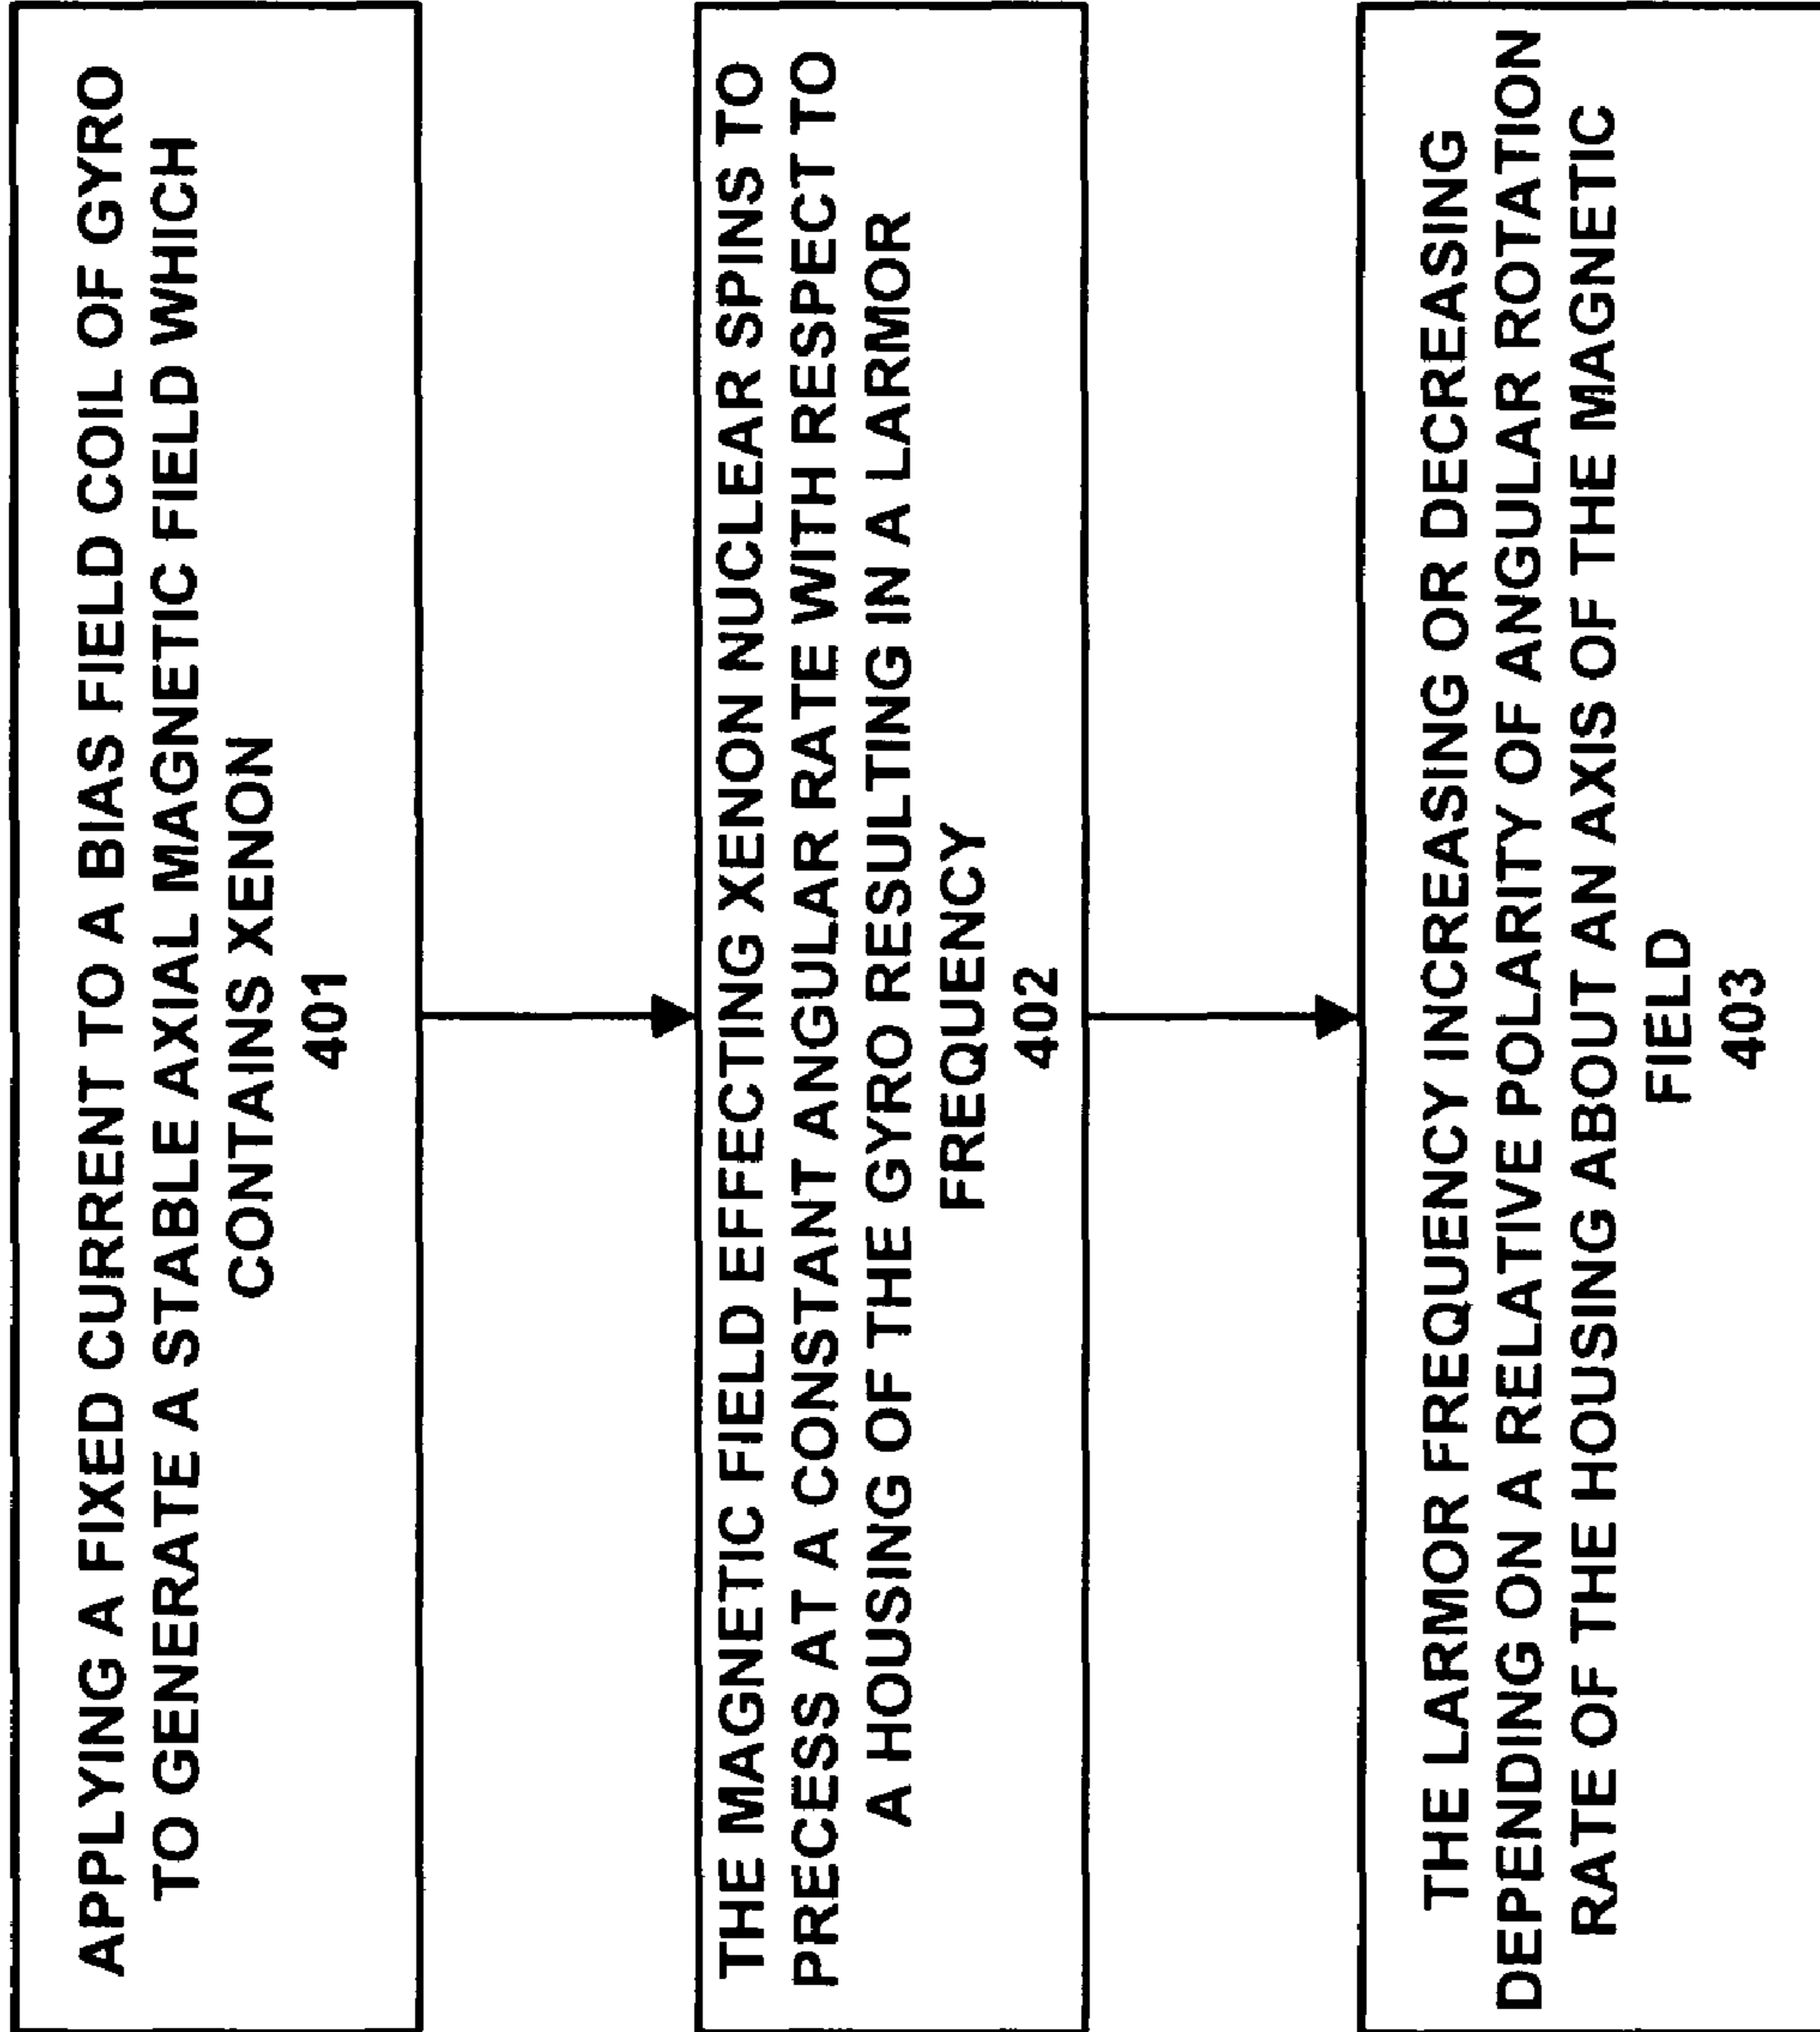 APPLYING A FIXED CURRENT TO A BIAS FIELD COIL OF GYRO
TO GENERATE A STABLE AXIAL MAGNETIC FIELD WHICH
CONTAINS XENON
401
THE MAGNETIC FIELD EFFECTING XENON NUCLEAR SPINS TO
PRECESS AT A CONSTANT ANGULAR RATE WITH RESPECT TO
A HOUSING OF THE GYRO RESULTING IN A LARMOR
FREQUENCY
402
THE LARMOR FREQUENCY INCREASING OR DECREASING
DEPENDING ON A RELATIVE POLARITY OF ANGULAR ROTATION
RATE OF THE HOUSING ABOUT AN AXIS OF THE MAGNETIC
FIELD
403